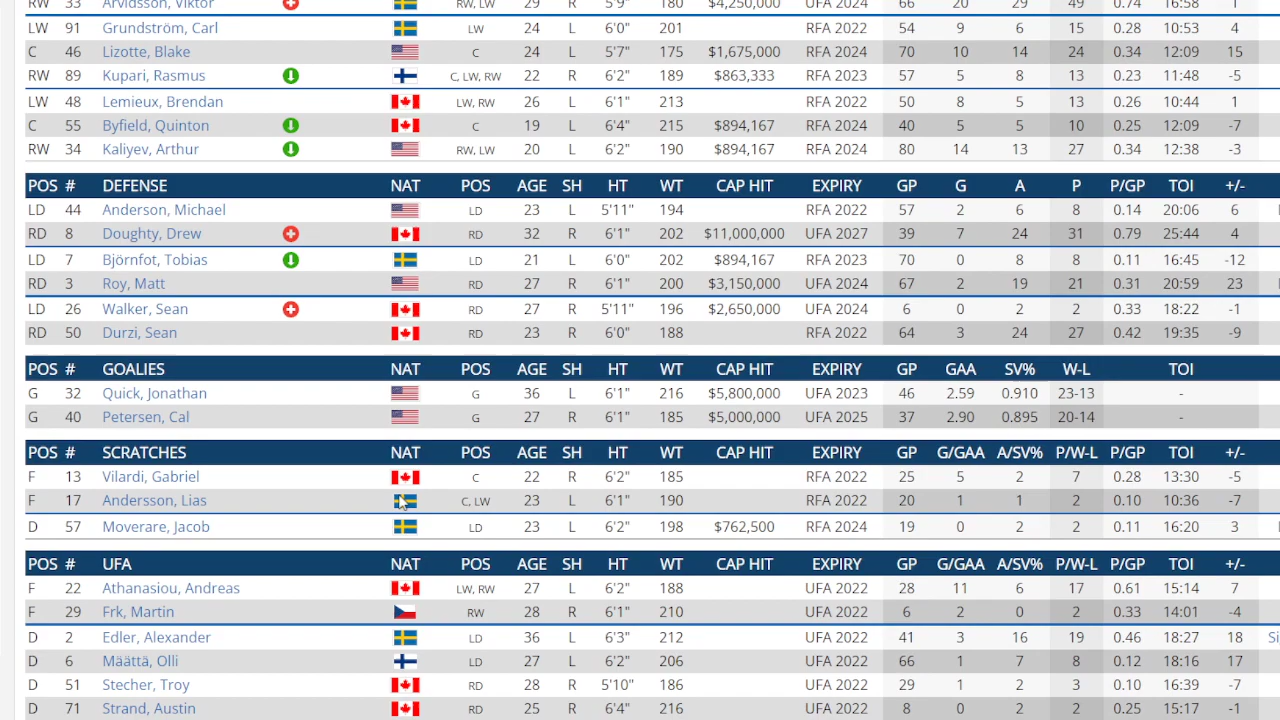 RW 33 Arvidsson, Viktor RW, LW 29 R 5'9" 180 $4,250,000 UFA 2024 66 20 29 49 0.74 16:58 1
LW 91 Grundström, Carl LW 24 L 6'0" 201 RFA 2022 54 9 6 15 0.28 10:53 4
C 46 Lizotte, Blake C 24 L 5'7" 175 $1,675,000 RFA 2024 70 10 14 24 0.34 12:57 15
RW 89 Kupari, Rasmus C, LW, RW 22 R 6'2" 185 $863,333 RFA 2023 57 5 8 13 0.23 11:43 -5
LW 48 Lemieux, Brendan LW, RW 26 L 6'1" 213 RFA 2022 50 8 5 13 0.26 10:44 1
C 55 Byfield, Quinton C 19 L 6'4" 215 $894,167 RFA 2024 40 5 5 10 0.25 12:09 -7
RW 34 Kaliyev, Arthur RW, LW 20 L 6'2" 190 $894,167 RFA 2024 80 14 13 27 0.34 12:33 -3
POS # DEFENSE NAT POS AGE SH HT WT CAP HIT EXPIRY GP G A P P/GP TOI +/-
LD 44 Anderson, Michael LD 23 L 5'11" 194 RFA 2022 57 2 6 8 0.14 20:06 6
RD 8 Doughty, Drew RD 32 R 6'1" 202 $11,000,000 UFA 2027 39 7 24 31 0.79 25:44 4
LD 7 Björnfot, Tobias LD 21 L 6'0" 202 $894,167 RFA 2023 70 0 8 8 0.11 16:45 -12
RD 3 Roy, Matt RD 27 R 6'1" 200 $3,150,000 UFA 2024 67 2 19 21 0.31 20:59 23
LD 26 Walker, Sean RD 27 R 5'11" 196 $2,650,000 UFA 2024 6 0 2 2 0.33 18:22 -1
RD 50 Durzi, Sean RD 23 R 6'0" 188 RFA 2022 64 3 24 27 0.42 19:35 -9
POS # GOALIES NAT POS AGE SH HT WT CAP HIT EXPIRY GP GAA SV% W-L TOI
G 32 Quick, Jonathan G 36 L 6'1" 216 $5,800,000 UFA 2023 46 2.59 0.910 23-13 -
G 40 Petersen, Cal G 27 R 6'1" 185 $5,000,000 UFA 2025 37 2.90 0.895 20-14 -
POS # SCRATCHES NAT POS AGE SH HT WT CAP HIT EXPIRY GP G/GAA A/SV% P/W-L P/GP TOI +/-
F 13 Vilardi, Gabriel C 22 R 6'2" 185 RFA 2022 25 5 2 7 0.28 13:30 -5
F 17 Andersson, Lias C, LW 23 L 6'1" 190 RFA 2022 20 1 1 2 0.10 10:36 -7
D 57 Moverare, Jacob LD 23 L 6'2" 198 $762,500 RFA 2024 19 0 2 2 0.11 16:20 3
POS # UFA NAT POS AGE SH HT WT CAP HIT EXPIRY GP G/GAA A/SV% P/W-L P/GP TOI +/-
F 22 Athanasiou, Andreas LW, RW 27 L 6'2" 188 UFA 2022 28 11 6 17 0.61 15:14 7
F 29 Frk, Martin RW 28 R 6'1" 210 UFA 2022 6 2 0 2 0.33 14:01 -4
D 2 Edler, Alexander LD 36 L 6'3" 212 UFA 2022 41 3 16 19 0.46 18:27 18
D 6 Määttä, Olli LD 27 L 6'2" 206 UFA 2022 66 1 7 8 0.12 18:16 17
D 51 Stecher, Troy RD 28 R 5'10" 186 UFA 2022 29 1 2 3 0.10 16:39 -7
D 71 Strand, Austin RD 25 R 6'4" 216 UFA 2022 8 0 2 2 0.25 15:17 -1